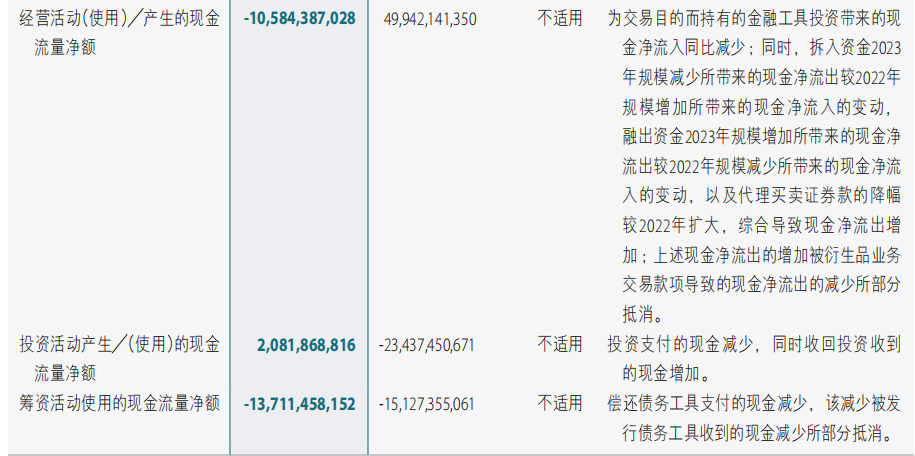 经营活动(使用)/产生的现金 -10,584,387,028 49,942,141,350 不适用 为交易目的而持有的金融工具投资带来的现
流量净额 金净流入同比减少；同时，拆入资金2023
年规模减少所带来的现金净流出较2022年
规模增加所带来的现金净流入的变动，
融出资金2023年规模增加所带来的现金净
流出较2022年规模减少所带来的现金净流
入的变动，以及代理买卖证券款的降幅
较2022年扩大，综合导致现金净流出增
加；上述现金净流出的增加被衍生品业务
交易款项导致的现金净流出的减少所部分
抵消。
投资活动产生/(使用)的现金 2,081,868,816 -23,437,450,671 不适用 投资支付的现金减少，同时收回投资收到
流量净额 的现金增加。
筹资活动使用的现金流量净额 -13,711,458,152 -15,127,355,061 不适用 偿还债务工具支付的现金减少，该减少被发
行债务工具收到的现金减少所部分抵消。